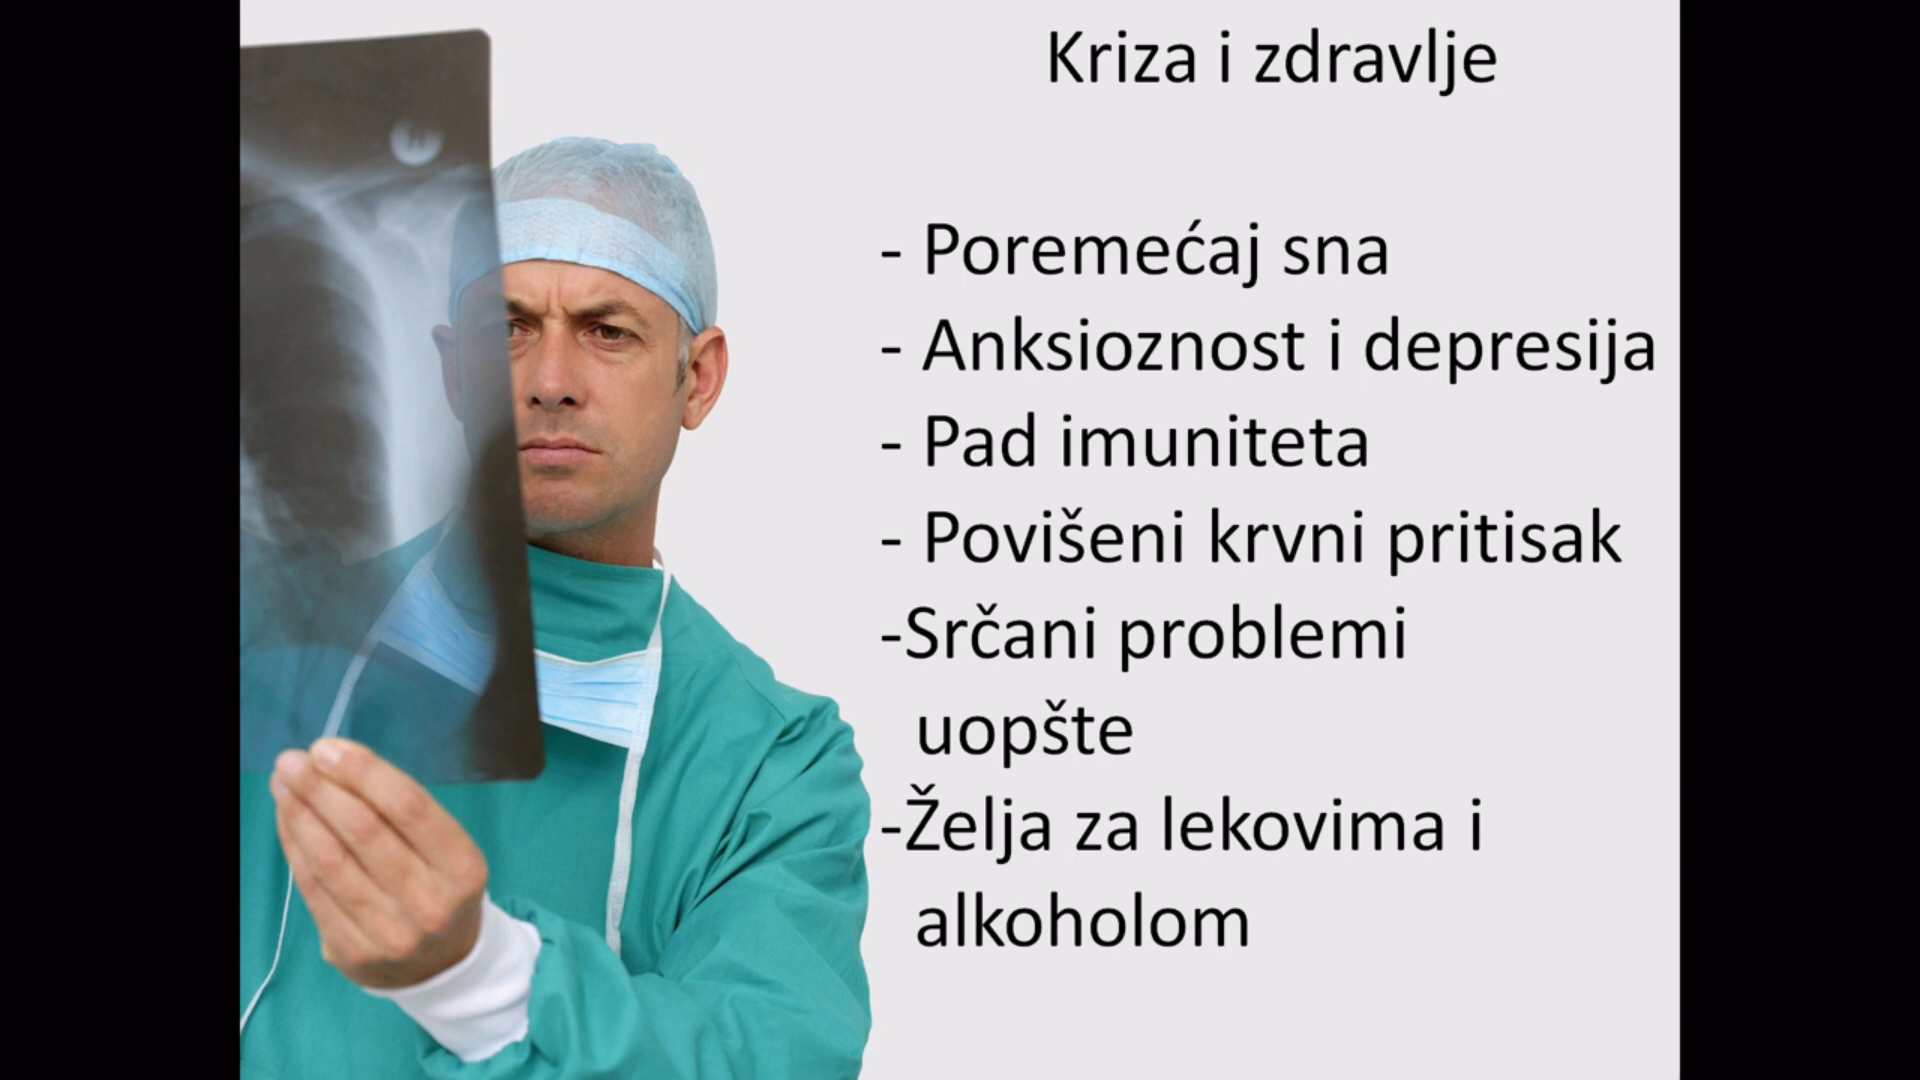 Kriza i zdravlje
- Poremećaj sna
- Anksioznost i depresija
- Pad imuniteta
- Povišeni krvni pritisak
-Srčani problemi
uopšte
-Želja za lekovima i
alkoholom